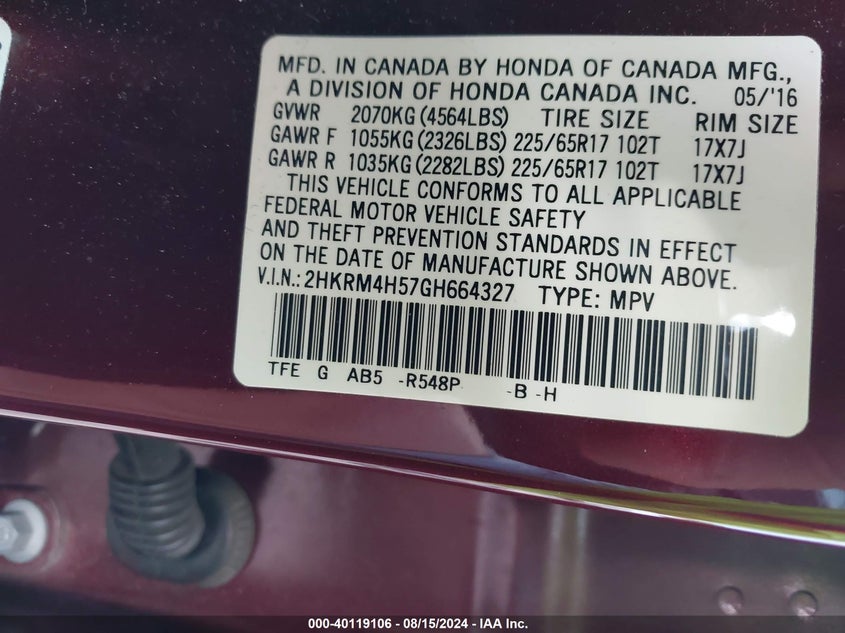 MFD. IN CANADA BY HONDA OF CANADA MFG.,
A DIVISION OF HONDA CANADA INC. 05/'16
GVWR 2070KG (4564LBS) TIRE SIZE RIM SIZE
GAWR F 1055KG (2326LBS) 225/65R17 102T 17X7J
GAWR R 1035KG (2282LBS) 225/65R17 102T 17X7J
THIS VEHICLE CONFORMS TO ALL APPLICABLE
FEDERAL MOTOR VEHICLE SAFETY
AND THEFT PREVENTION STANDARDS IN EFFECT
ON THE DATE OF MANUFACTURE SHOWN ABOVE.
V.I.N.: 2HKRM4H57GH664327 TYPE: MPV
TFE G AB5 -R548P -B -H
000-40119106 - 08/15/2024 - IAA Inc.